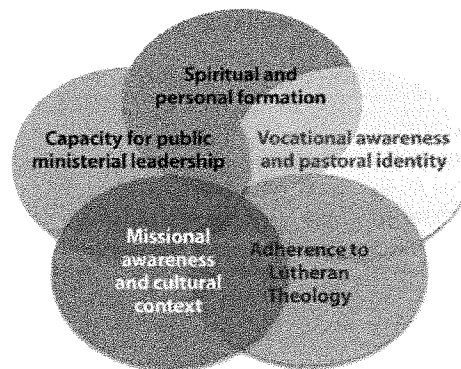 Spiritual and
personal formation
Capacity for public
ministerial leadership
Vocational awareness
and pastoral identity
Missional
awareness
and cultural
context
Adherence to
Lutheran
Theology